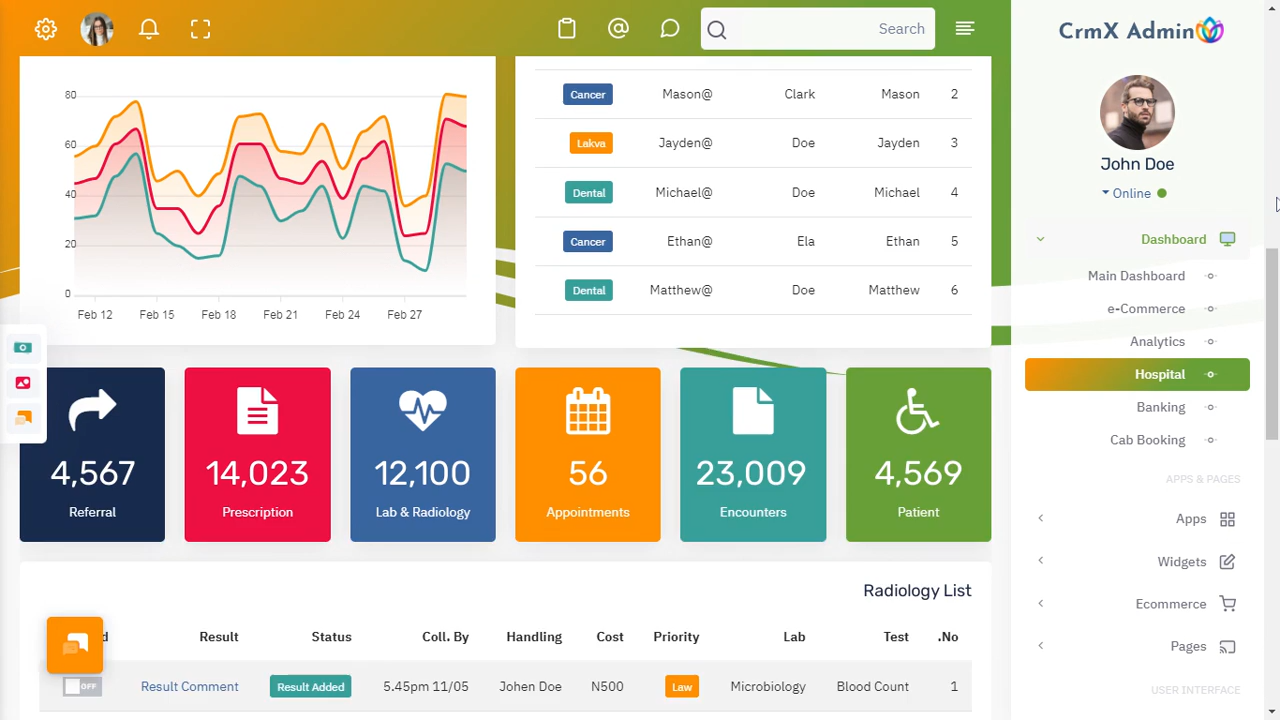 Search
CrmX Admin
John Doe
Online
Dashboard
Main Dashboard
e-Commerce
Analytics
Hospital
Banking
Cab Booking
APPS & PAGES
Apps
Widgets
Ecommerce
Pages
USER INTERFACE
80
60
40
20
0
Feb 12 Feb 15 Feb 18 Feb 21 Feb 24 Feb 27
Cancer Mason@ Clark Mason 2
Lakva Jayden@ Doe Jayden 3
Dental Michael@ Doe Michael 4
Cancer Ethan@ Ela Ethan 5
Dental Matthew@ Doe Matthew 6
4,567 14,023 12,100 56 23,009 4,569
Referral Prescription Lab & Radiology Appointments Encounters Patient
Radiology List
Result Status Coll. By Handling Cost Priority Lab Test .No
OFF Result Comment Result Added 5.45pm 11/05 Johen Doe N500 Law Microbiology Blood Count 1